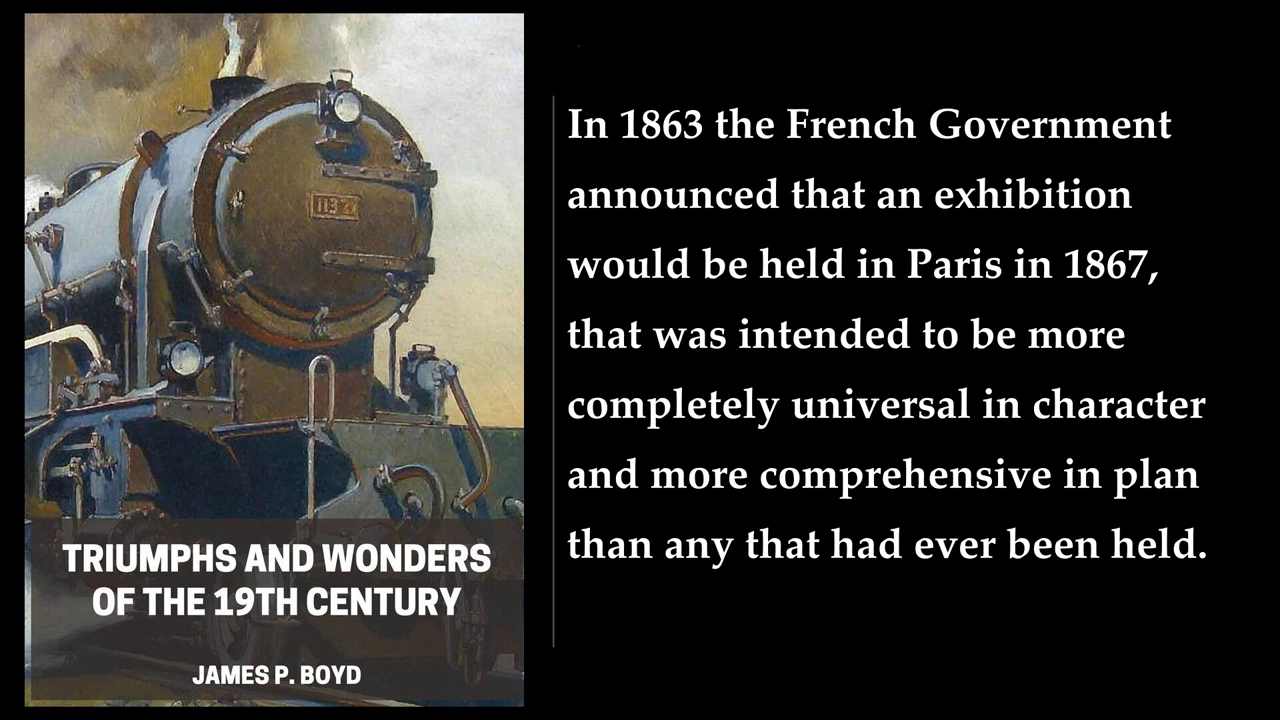 TRIUMPHS AND WONDERS
OF THE 19TH CENTURY
JAMES P. BOYD
In 1863 the French Government
announced that an exhibition
would be held in Paris in 1867,
that was intended to be more
completely universal in character
and more comprehensive in plan
than any that had ever been held.